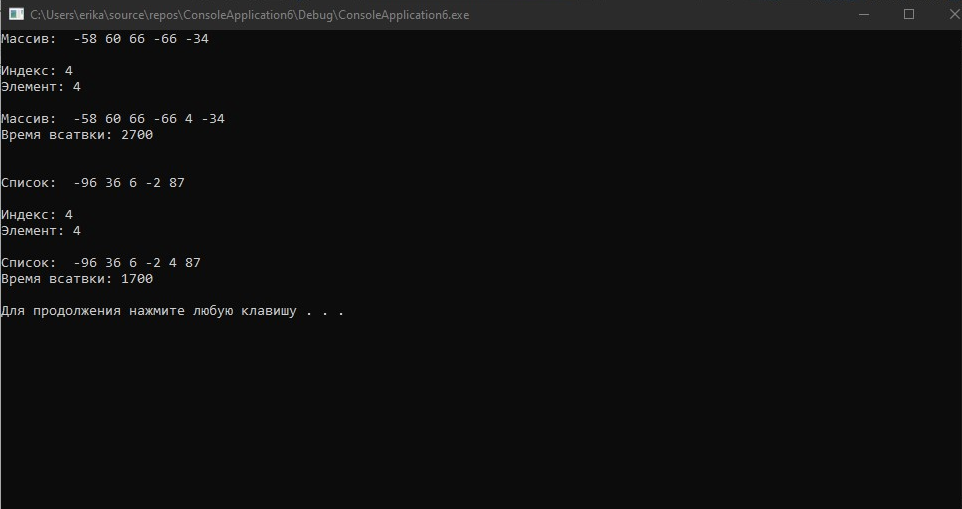 C:\Users\erika\source\repos\ConsoleApplication6\Debug\ConsoleApplication6.exe
Массив:  -58 60 66 -66 -34
Индекс: 4
Элемент: 4
Массив:  -58 60 66 -66 4 -34
Время всатвки: 2700
Список:  -96 36 6 -2 87
Индекс: 4
Элемент: 4
Список:  -96 36 6 -2 4 87
Время всатвки: 1700
Для продолжения нажмите любую клавишу . . .